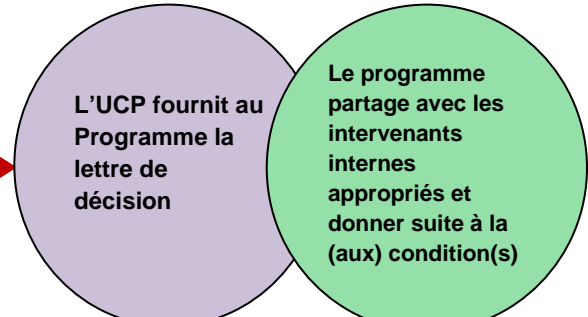 L'UCP fournit au
Programme la
lettre de
décision
Le programme
partage avec les
intervenants
internes
appropriés et
donner suite à la
(aux) condition(s)